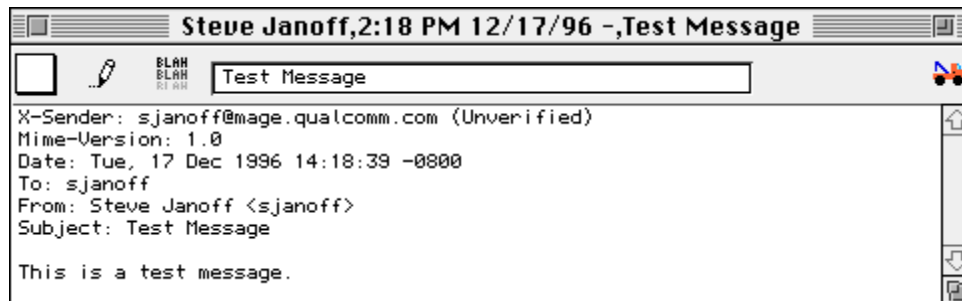 Steve Janoff,2:18 PM 12/17/96 -,Test Message
BLAH
BLAH
BLAH
Test Message
X-Sender: sjanoff@mage.qualcomm.com (Unverified)
Mime-Version: 1.0
Date: Tue, 17 Dec 1996 14:18:39 -0800
To: sjanoff
From: Steve Janoff <sjanoff>
Subject: Test Message
This is a test message.